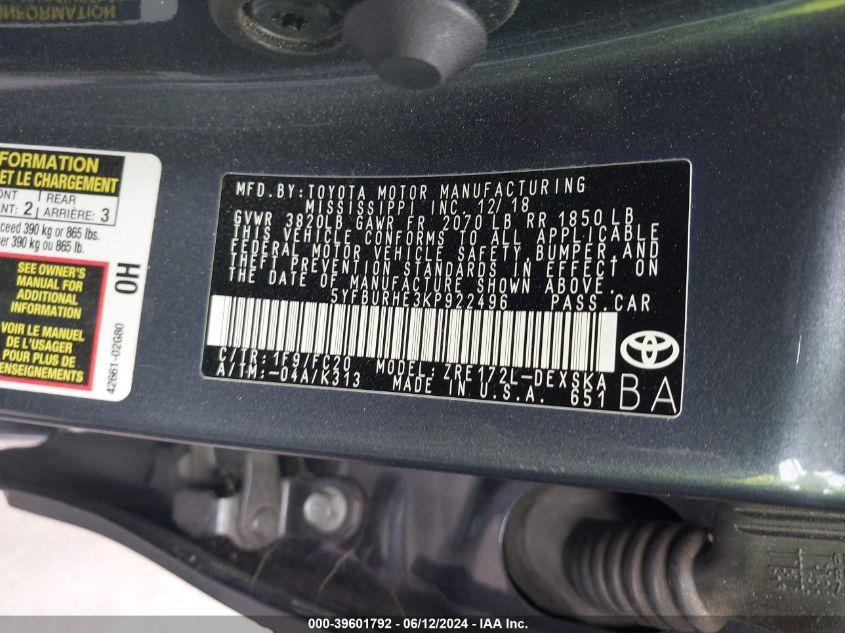 INFORMATION
FORMATION
ET LE CHARGEMENT
REAR
2
ARRIÈRE: 3
390 kg or 865 lbs.
390 kg ou 865 lb.
SEE OWNER'S
MANUAL FOR
ADDITIONAL
INFORMATION
VOIR LE MANUEL
DE L'USAGER
POUR PLUS DE
RENSEIGNEMENTS
OH
42661-02G80
MFD. BY: TOYOTA MOTOR MANUFACTURING
MISSISSIPPI INC. 12/18
GVWR 3820LB GAWR FR 2070 LB RR 1850 LB
THIS VEHICLE CONFORMS TO ALL APPLICABLE
FEDERAL MOTOR VEHICLE SAFETY, BUMPER, AND
THEFT PREVENTION STANDARDS IN EFFECT ON
THE DATE OF MANUFACTURE SHOWN ABOVE.
5YFBURHE3KP922496 PASS. CAR
C/TR: 1F9/FC20 MODEL: ZRE172L-DEXSKA
A/TM: -04A/K313 MADE IN U.S.A. 651
BA
000-39601792 - 06/12/2024 - IAA Inc.